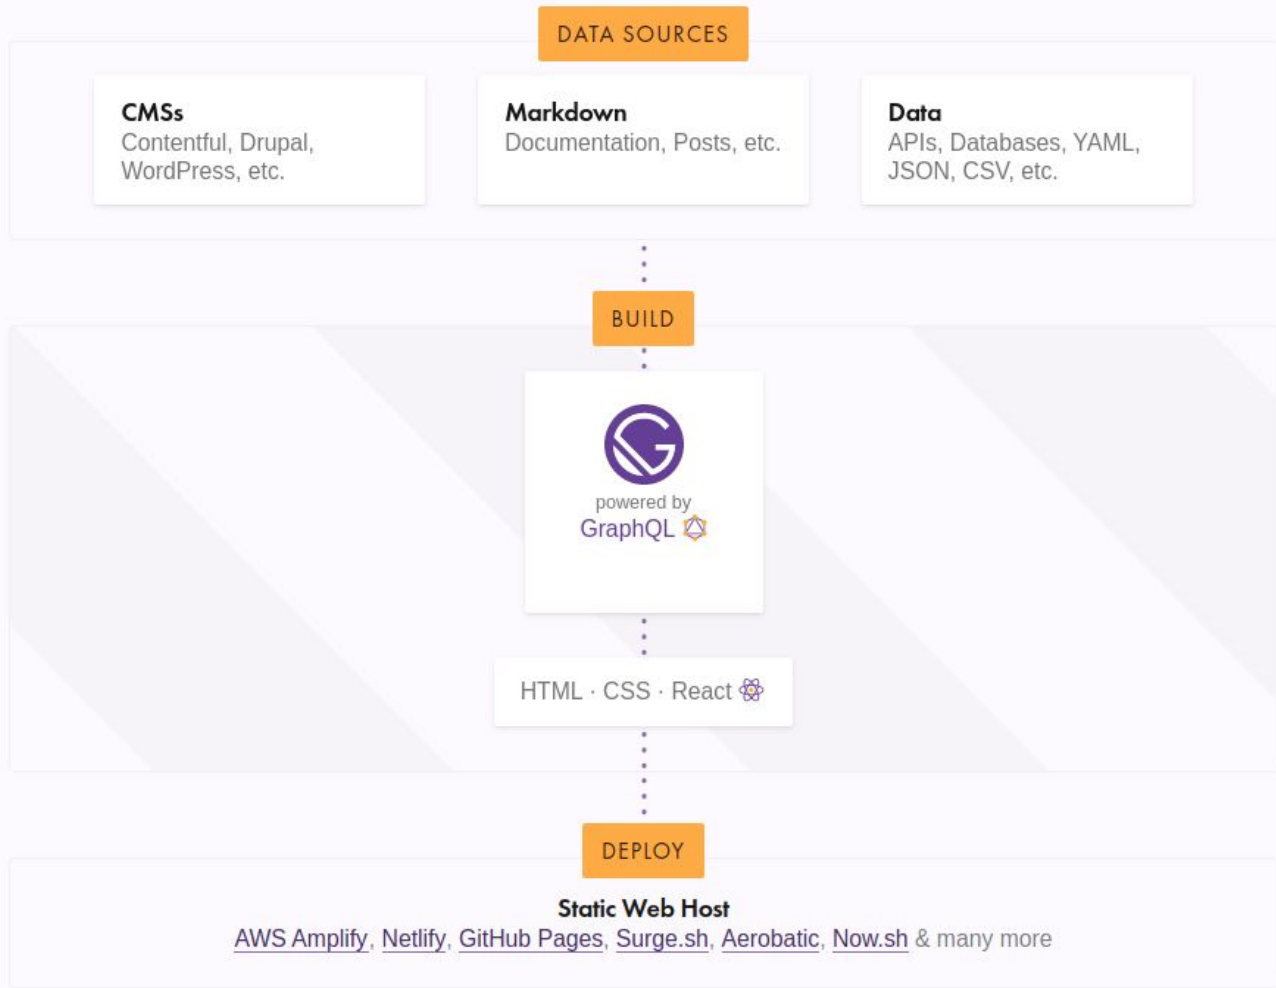 DATA SOURCES
CMSs
Contentful, Drupal,
WordPress, etc.
Markdown
Documentation, Posts, etc.
Data
APIs, Databases, YAML,
JSON, CSV, etc.
BUILD
powered by
GraphQL
HTML · CSS · React
DEPLOY
Static Web Host
AWS Amplify, Netlify, GitHub Pages, Surge.sh, Aerobatic, Now.sh & many more